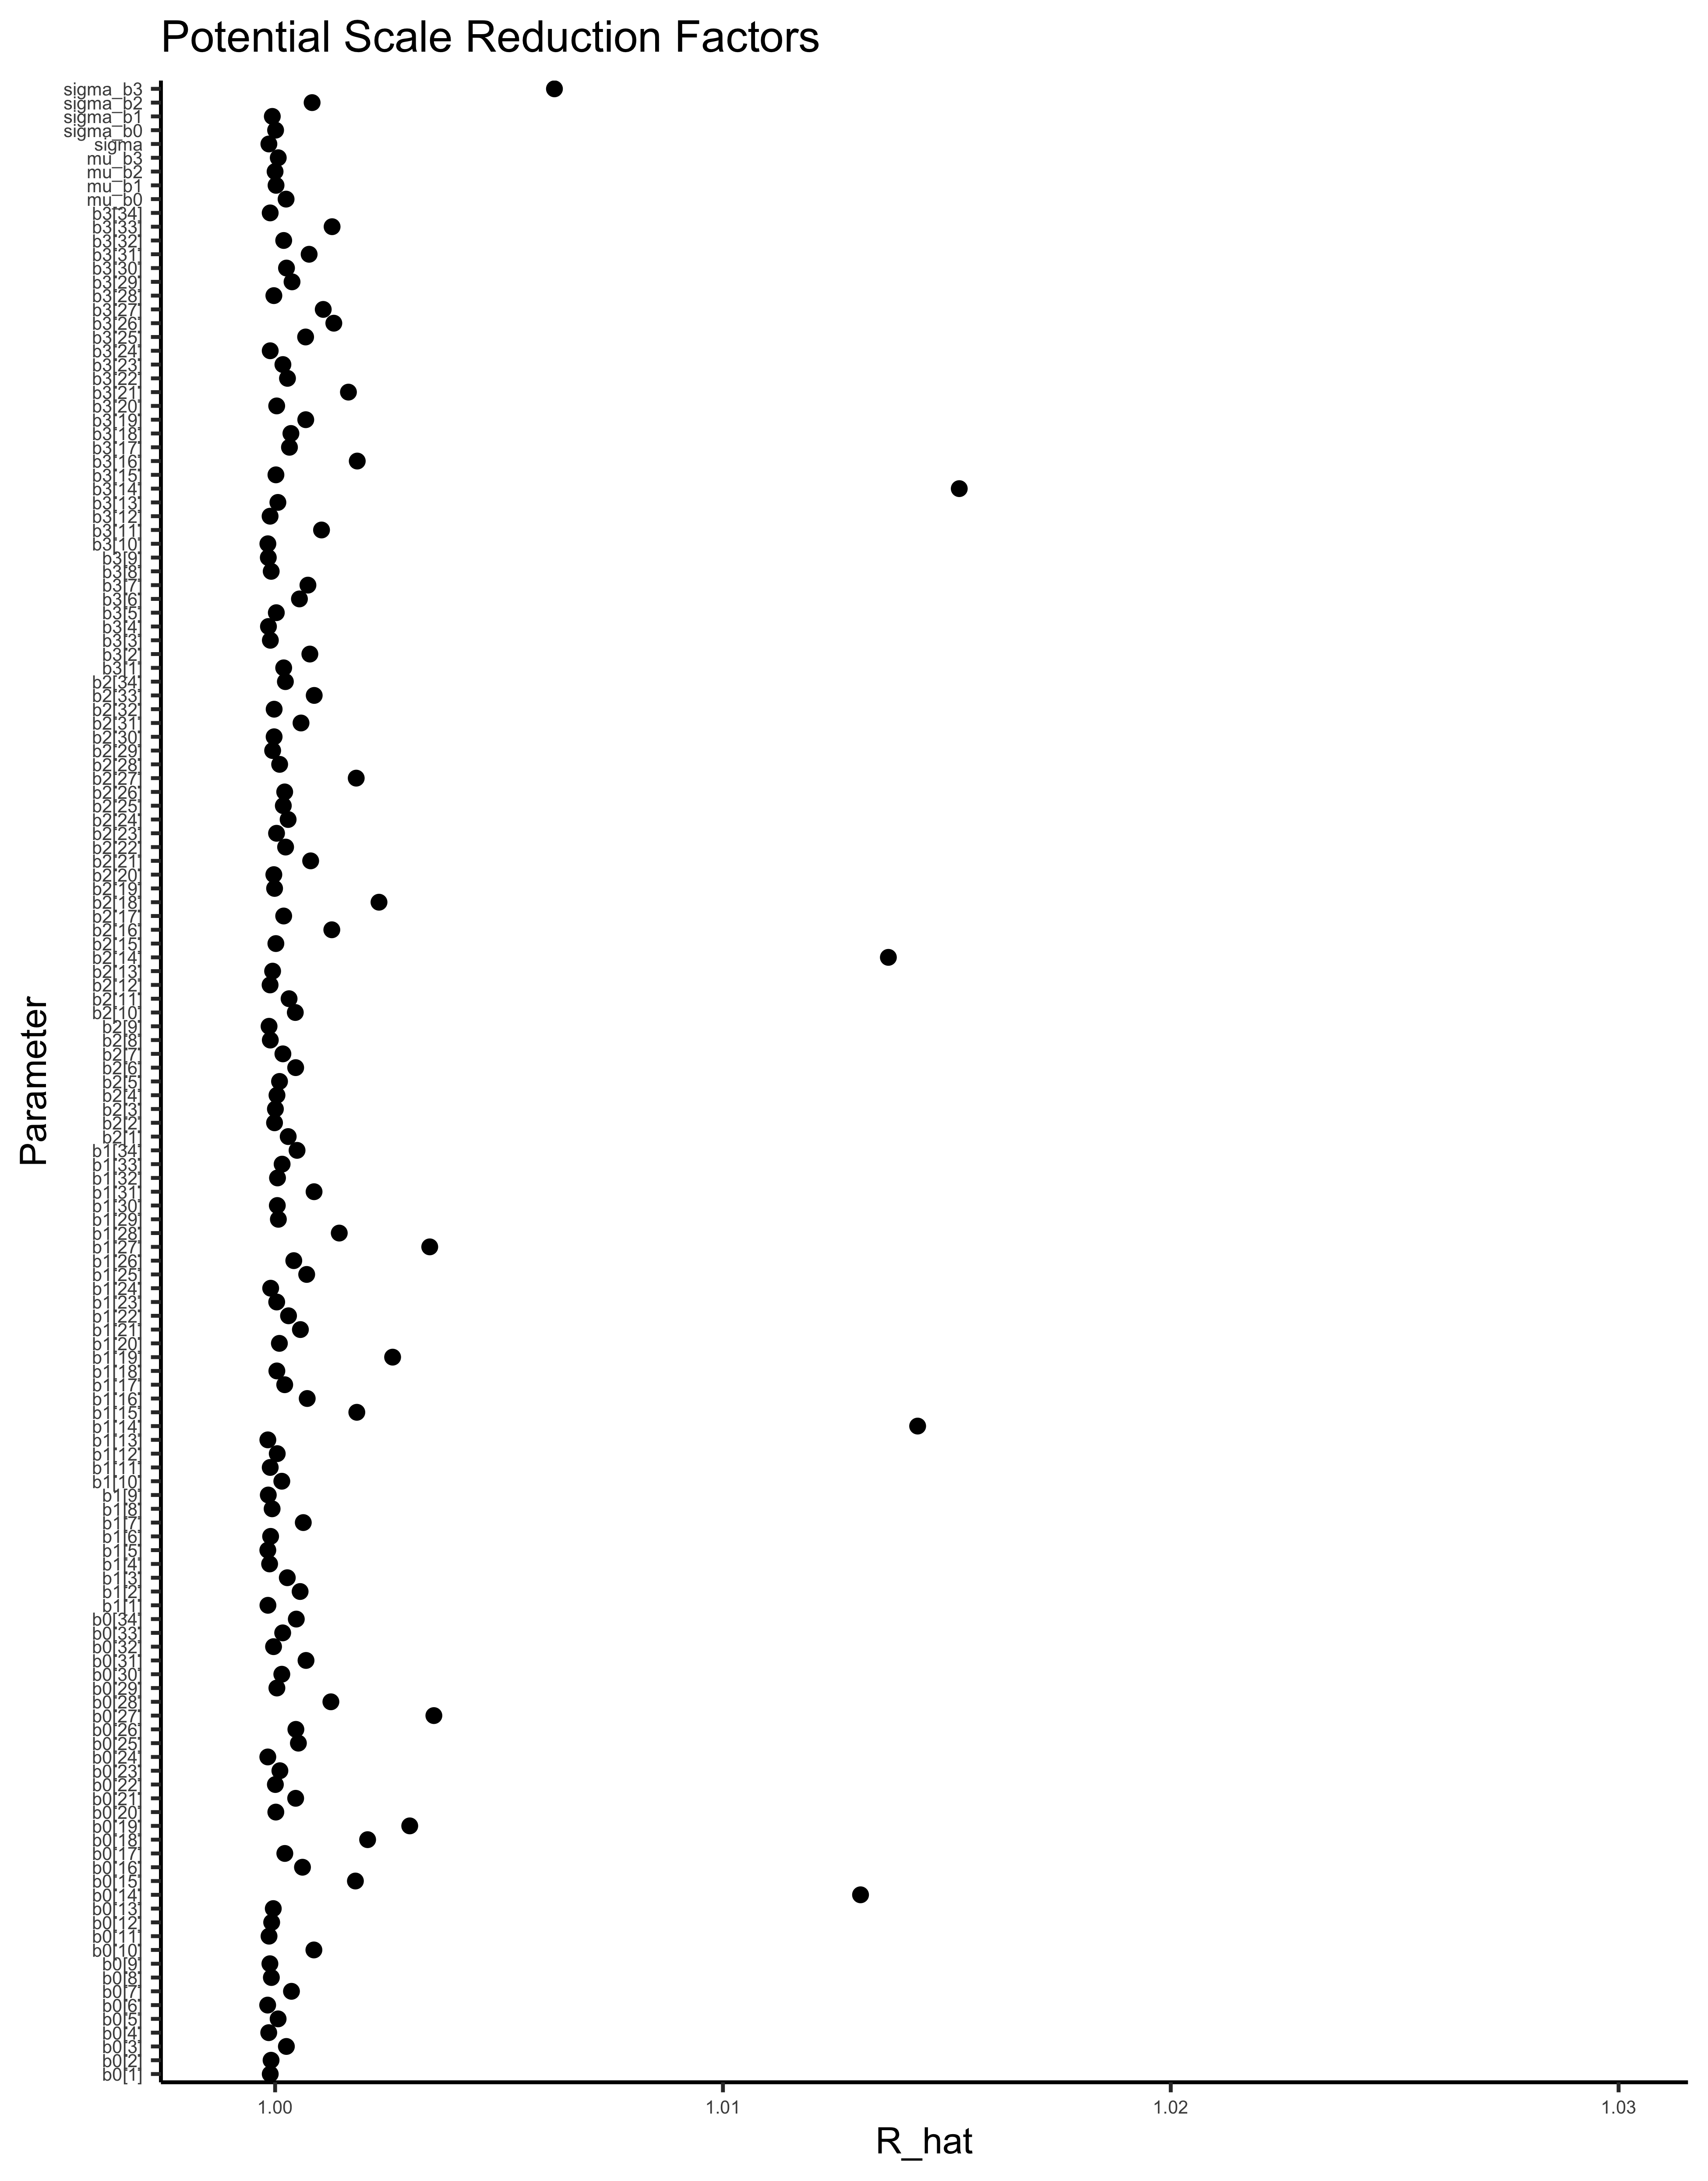 Potential Scale Reduction Factors
sigma_b3
sigma_b2
sigma_b1
sigma_b0
sigma
mu_b3
mu_b2
mu_b1
mu_b0
b3[34]
b3[33]
b3[32]
b3[31]
b3[30]
b3[29]
b3[28]
b3[27]
b3[26]
b3[25]
b3[24]
b3[23]
b3[22]
b3[21]
b3[20]
b3[19]
b3[18]
b3[17]
b3[16]
b3[15]
b3[14]
b3[13]
b3[12]
b3[11]
b3[10]
b3[9]
b3[8]
b3[7]
b3[6]
b3[5]
b3[4]
b3[3]
b3[2]
b3[1]
b2[34]
b2[33]
b2[32]
b2[31]
b2[30]
b2[29]
b2[28]
b2[27]
b2[26]
b2[25]
b2[24]
b2[23]
b2[22]
b2[21]
b2[20]
b2[19]
b2[18]
b2[17]
b2[16]
b2[15]
b2[14]
b2[13]
b2[12]
b2[11]
b2[10]
b2[9]
b2[8]
b2[7]
b2[6]
b2[5]
b2[4]
b2[3]
b2[2]
b2[1]
b1[34]
b1[33]
b1[32]
b1[31]
b1[30]
b1[29]
b1[28]
b1[27]
b1[26]
b1[25]
b1[24]
b1[23]
b1[22]
b1[21]
b1[20]
b1[19]
b1[18]
b1[17]
b1[16]
b1[15]
b1[14]
b1[13]
b1[12]
b1[11]
b1[10]
b1[9]
b1[8]
b1[7]
b1[6]
b1[5]
b1[4]
b1[3]
b1[2]
b1[1]
b0[34]
b0[33]
b0[32]
b0[31]
b0[30]
b0[29]
b0[28]
b0[27]
b0[26]
b0[25]
b0[24]
b0[23]
b0[22]
b0[21]
b0[20]
b0[19]
b0[18]
b0[17]
b0[16]
b0[15]
b0[14]
b0[13]
b0[12]
b0[11]
b0[10]
b0[9]
b0[8]
b0[7]
b0[6]
b0[5]
b0[4]
b0[3]
b0[2]
b0[1]
Parameter
1.00 1.01 1.02 1.03
R_hat